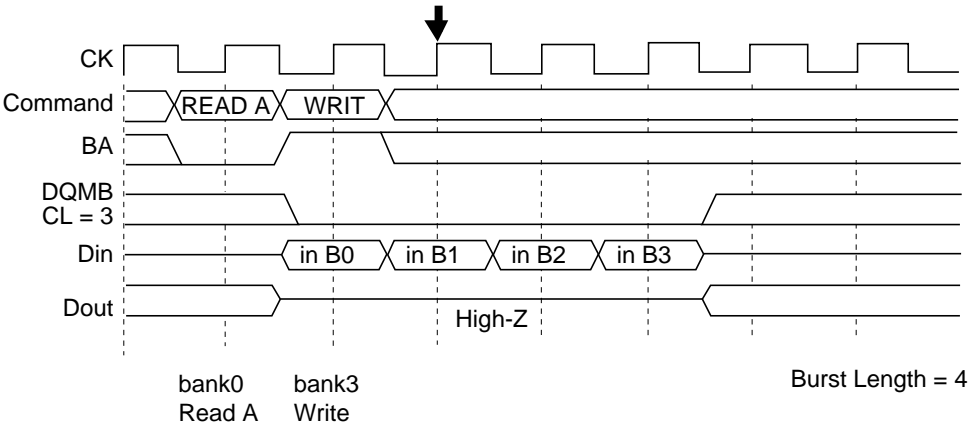 CK
Command READ A WRIT
BA
DQMB
CL = 3
Din in B0 in B1 in B2 in B3
Dout
High-Z
bank0 bank3 Burst Length = 4
Read A Write